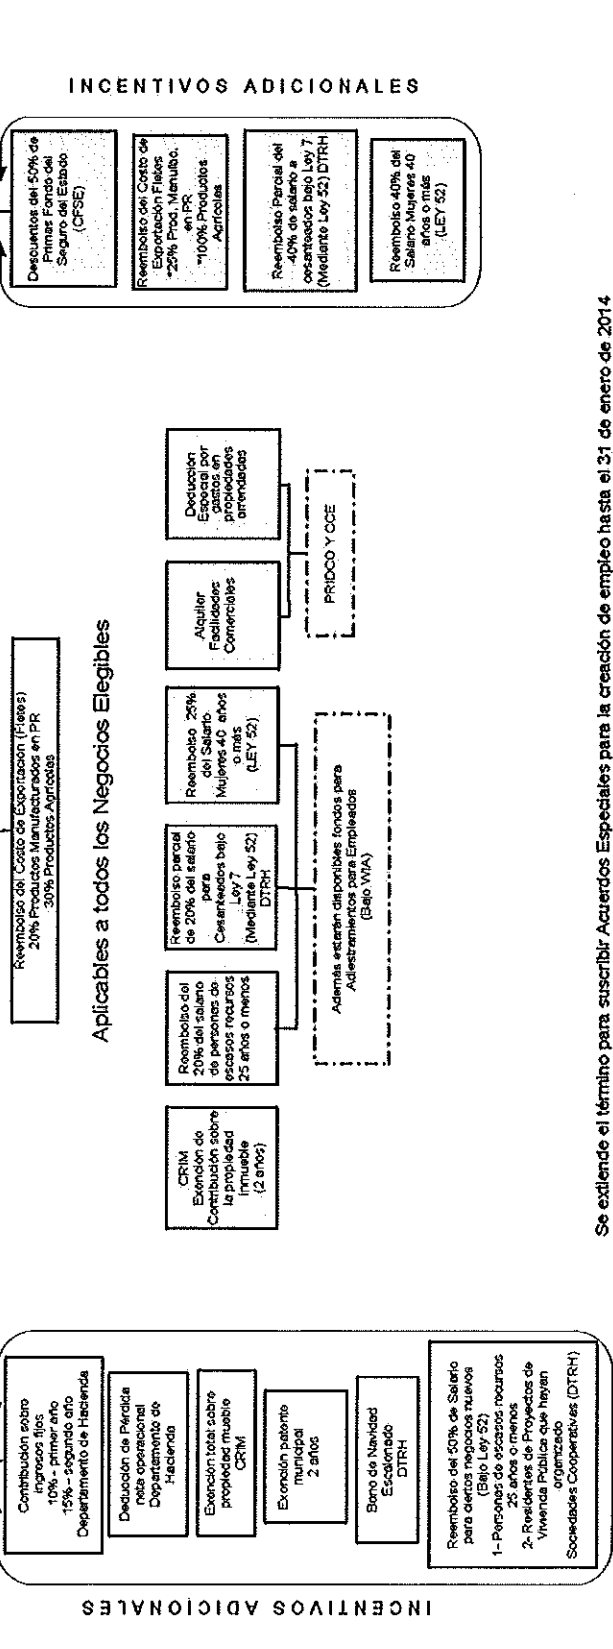 INCENTIVOS ADICIONALES
Contribución sobre
ingresos fijos
10% - primer año
15% – segundo año
Departamento de Hacienda
Deducción de Pérdida
neta operacional
Departamento de
Hacienda
Exención total sobre
propiedad mueble
CRIM
Exención patente
municipal
2 años
Bono de Navidad
Escalonado
DTRH
Reembolso del 50% de Salario
para ciertos negocios nuevos
(Bajo Ley 52)
1- Personas de escasos recursos
25 años o menos
2- Residentes de Proyectos de
Vivienda Pública que hayan
organizado
Sociedades Cooperativas (DTRH)
Reembolso del Costo de Exportación (Fletes)
20% Productos Manufacturados en PR
30% Productos Agrícolas
Aplicables a todos los Negocios Elegibles
CRIM
Exención de
Contribución sobre
la propiedad
inmueble
(2 años)
Reembolso del
20% del salario
de personas de
escasos recursos
25 años o menos
Reembolso parcial
de 20% del salario
para
Cesanteados bajo
Ley 7
(Mediante Ley 52)
DTRH
Reembolso 25%
del Salario
Mujeres 40 años
o más
(LEY 52)
Alquiler
Facilidades
Comerciales
Deducción
Especial por
gastos en
propiedades
arrendadas
Además estarán disponibles fondos para
Adiestramientos para Empleados
(Bajo WIA)
PRIDCO Y CCE
INCENTIVOS ADICIONALES
Descuentos del 50% de
Primas Fondo del
Seguro del Estado
(CFSE)
Reembolso del Costo de
Exportación Fletes
*25% Prod. Manufac.
en PR
*100% Productos
Agrícolas
Reembolso Parcial del
40% de salario a
cesanteados bajo Ley 7
(Mediante Ley 52) DTRH
Reembolso 40% del
Salario Mujeres 40
años o más
(LEY 52)
Se extiende el término para suscribir Acuerdos Especiales para la creación de empleo hasta el 31 de enero de 2014